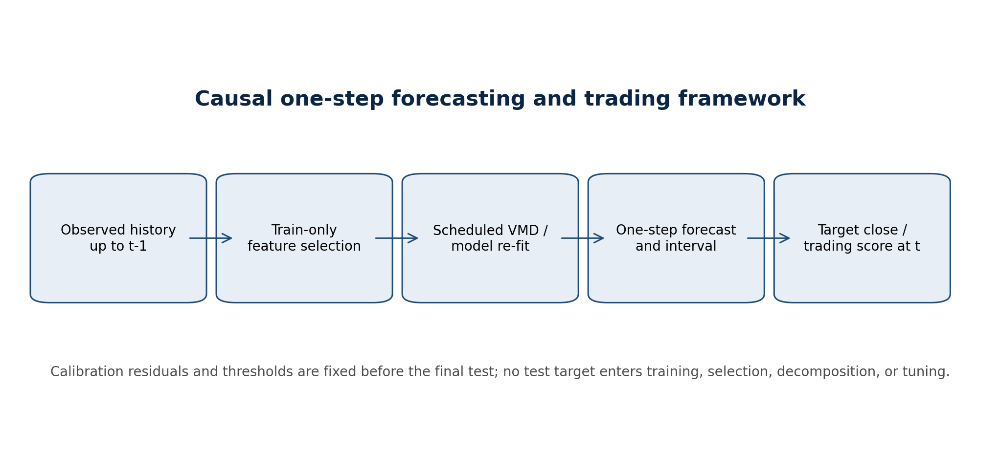 Causal one-step forecasting and trading framework
Observed history
up to t-1
Train-only
feature selection
Scheduled VMD /
model re-fit
One-step forecast
and interval
Target close /
trading score at t
Calibration residuals and thresholds are fixed before the final test; no test target enters training, selection, decomposition, or tuning.